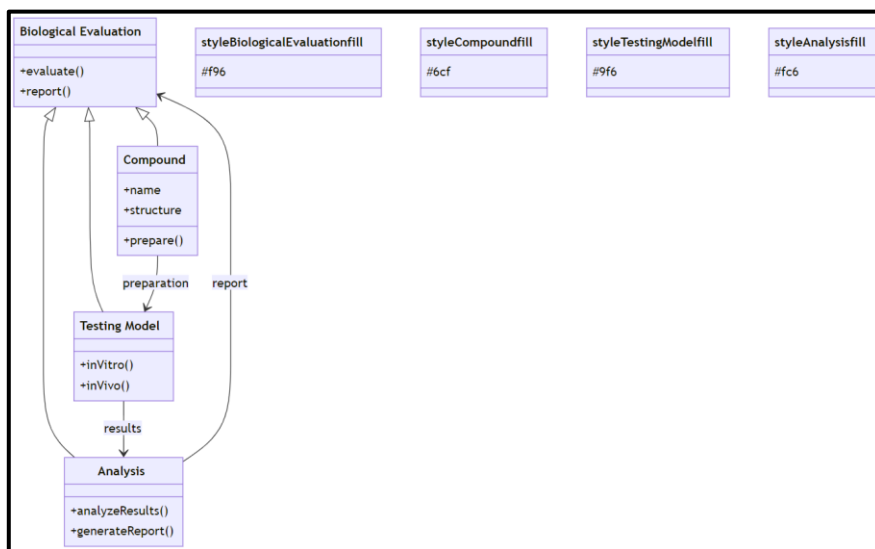 Biological Evaluation
+evaluate()
+report()
styleBiologicalEvaluationfill
#f96
styleCompoundfill
#6cf
styleTestingModelfill
#9f6
styleAnalysisfill
#fc6
Compound
+name
+structure
+prepare()
preparation
report
Testing Model
+inVitro()
+inVivo()
results
Analysis
+analyzeResults()
+generateReport()